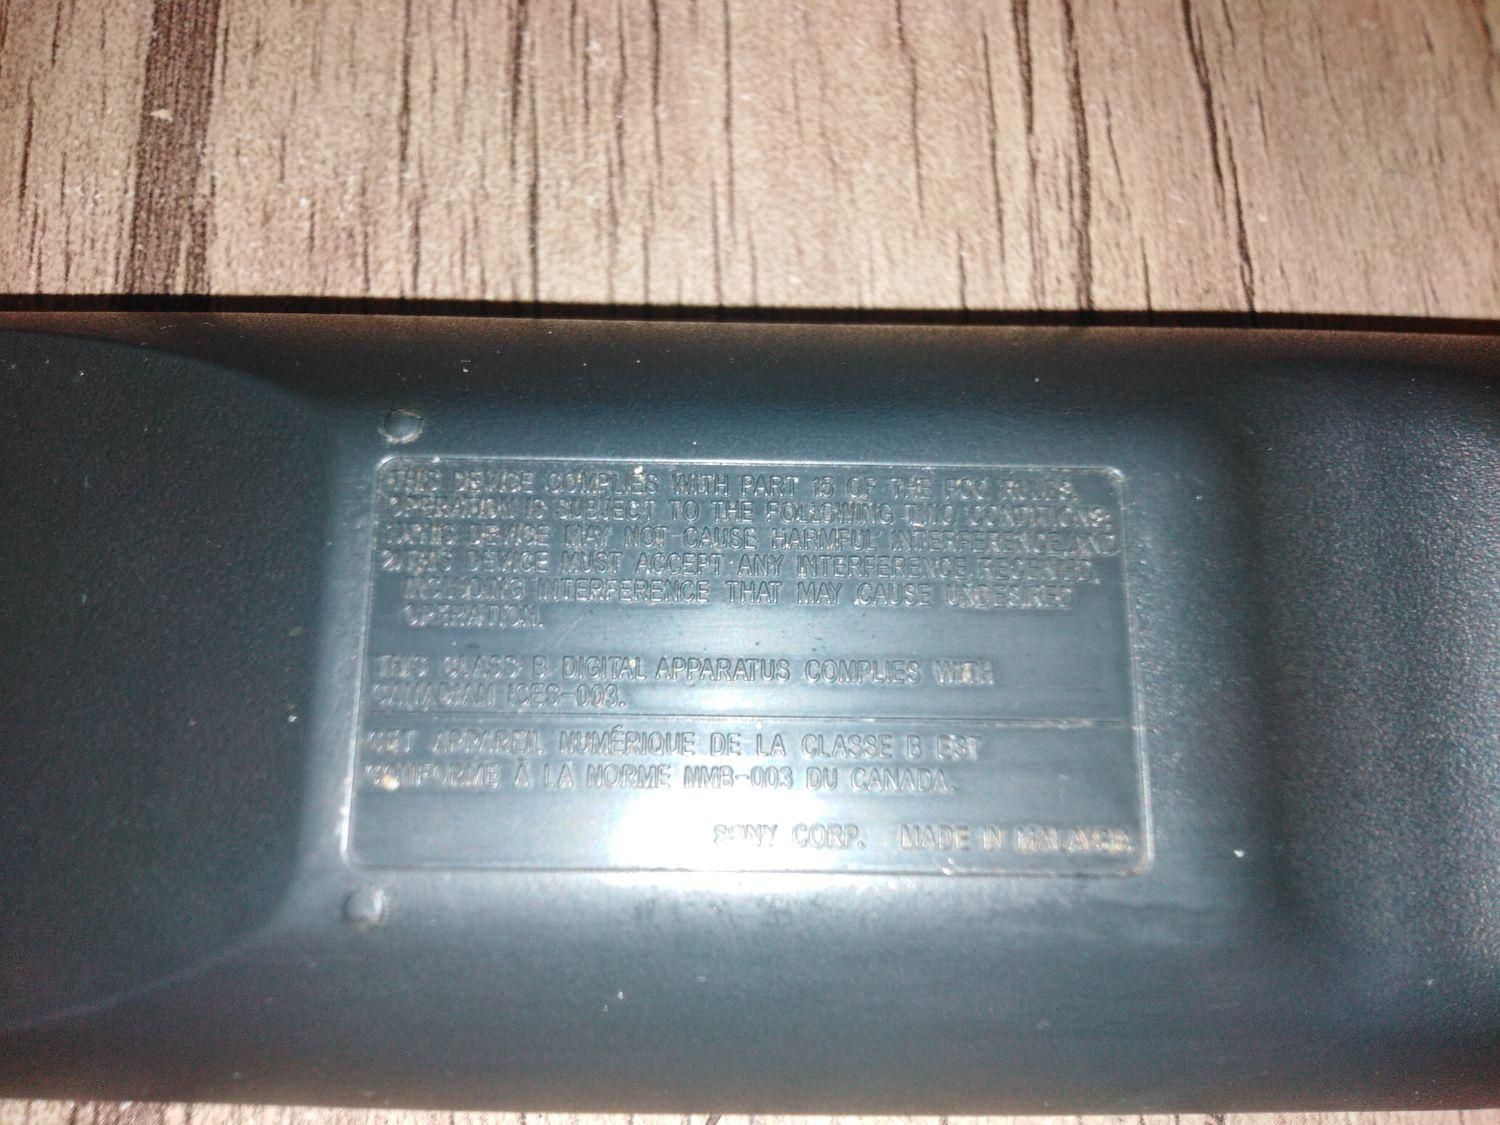 THIS DEVICE COMPLIES WITH PART 15 OF THE FCC RULES.
OPERATION IS SUBJECT TO THE FOLLOWING TWO CONDITIONS:
1.THIS DEVICE MAY NOT CAUSE HARMFUL INTERFERENCE,AND
2.THIS DEVICE MUST ACCEPT ANY INTERFERENCE RECEIVED,
INCLUDING INTERFERENCE THAT MAY CAUSE UNDESIRED
OPERATION.
THIS CLASS B DIGITAL APPARATUS COMPLIES WITH
CANADIAN ICES-003.
CET APPAREIL NUMÉRIQUE DE LA CLASSE B EST
CONFORME À LA NORME NMB-003 DU CANADA.
SONY CORP. MADE IN MALAYSIA